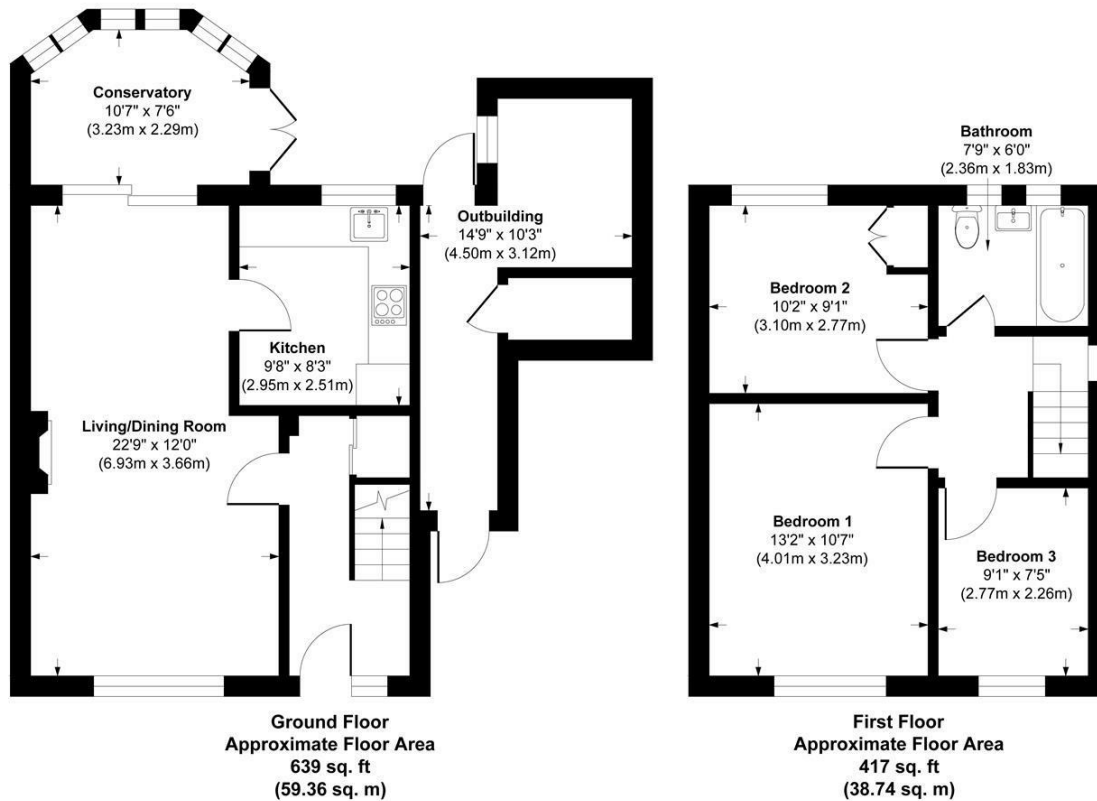 Conservatory
10'7" x 7'6"
(3.23m x 2.29m)
Outbuilding
14'9" x 10'3"
(4.50m x 3.12m)
Kitchen
9'8" x 8'3"
(2.95m x 2.51m)
Living/Dining Room
22'9" x 12'0"
(6.93m x 3.66m)
Ground Floor
Approximate Floor Area
639 sq. ft
(59.36 sq. m)
Bathroom
7'9" x 6'0"
(2.36m x 1.83m)
Bedroom 2
10'2" x 9'1"
(3.10m x 2.77m)
Bedroom 1
13'2" x 10'7"
(4.01m x 3.23m)
Bedroom 3
9'1" x 7'5"
(2.77m x 2.26m)
First Floor
Approximate Floor Area
417 sq. ft
(38.74 sq. m)